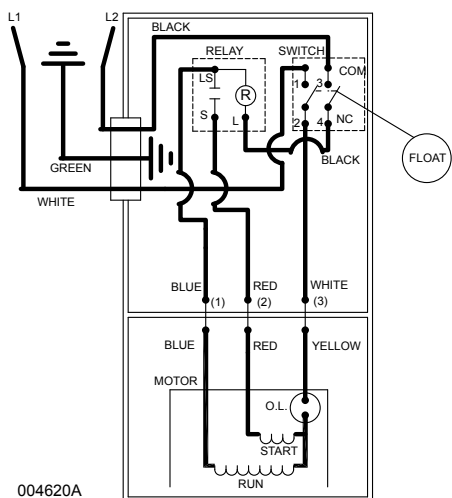 L1
L2
BLACK
RELAY
SWITCH
LS
COM
1
3
R
S
L
2
4
NC
BLACK
FLOAT
GREEN
WHITE
BLUE
RED
WHITE
(1)
(2)
(3)
BLUE
RED
YELLOW
MOTOR
O.L.
START
RUN
004620A